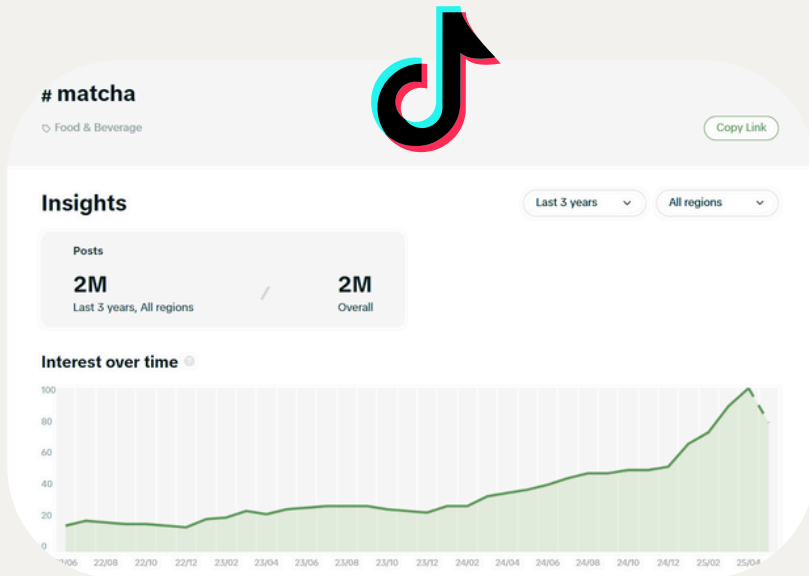 # matcha
Food & Beverage
Copy Link
Insights
Last 3 years
All regions
Posts
2M
2M
Last 3 years, All regions
Overall
Interest over time
100
80
60
40
20
0
22/08 22/10 22/12 23/02 23/04 23/06 23/08 23/10 23/12 24/02 24/04 24/06 24/08 24/10 24/12 25/02 25/04